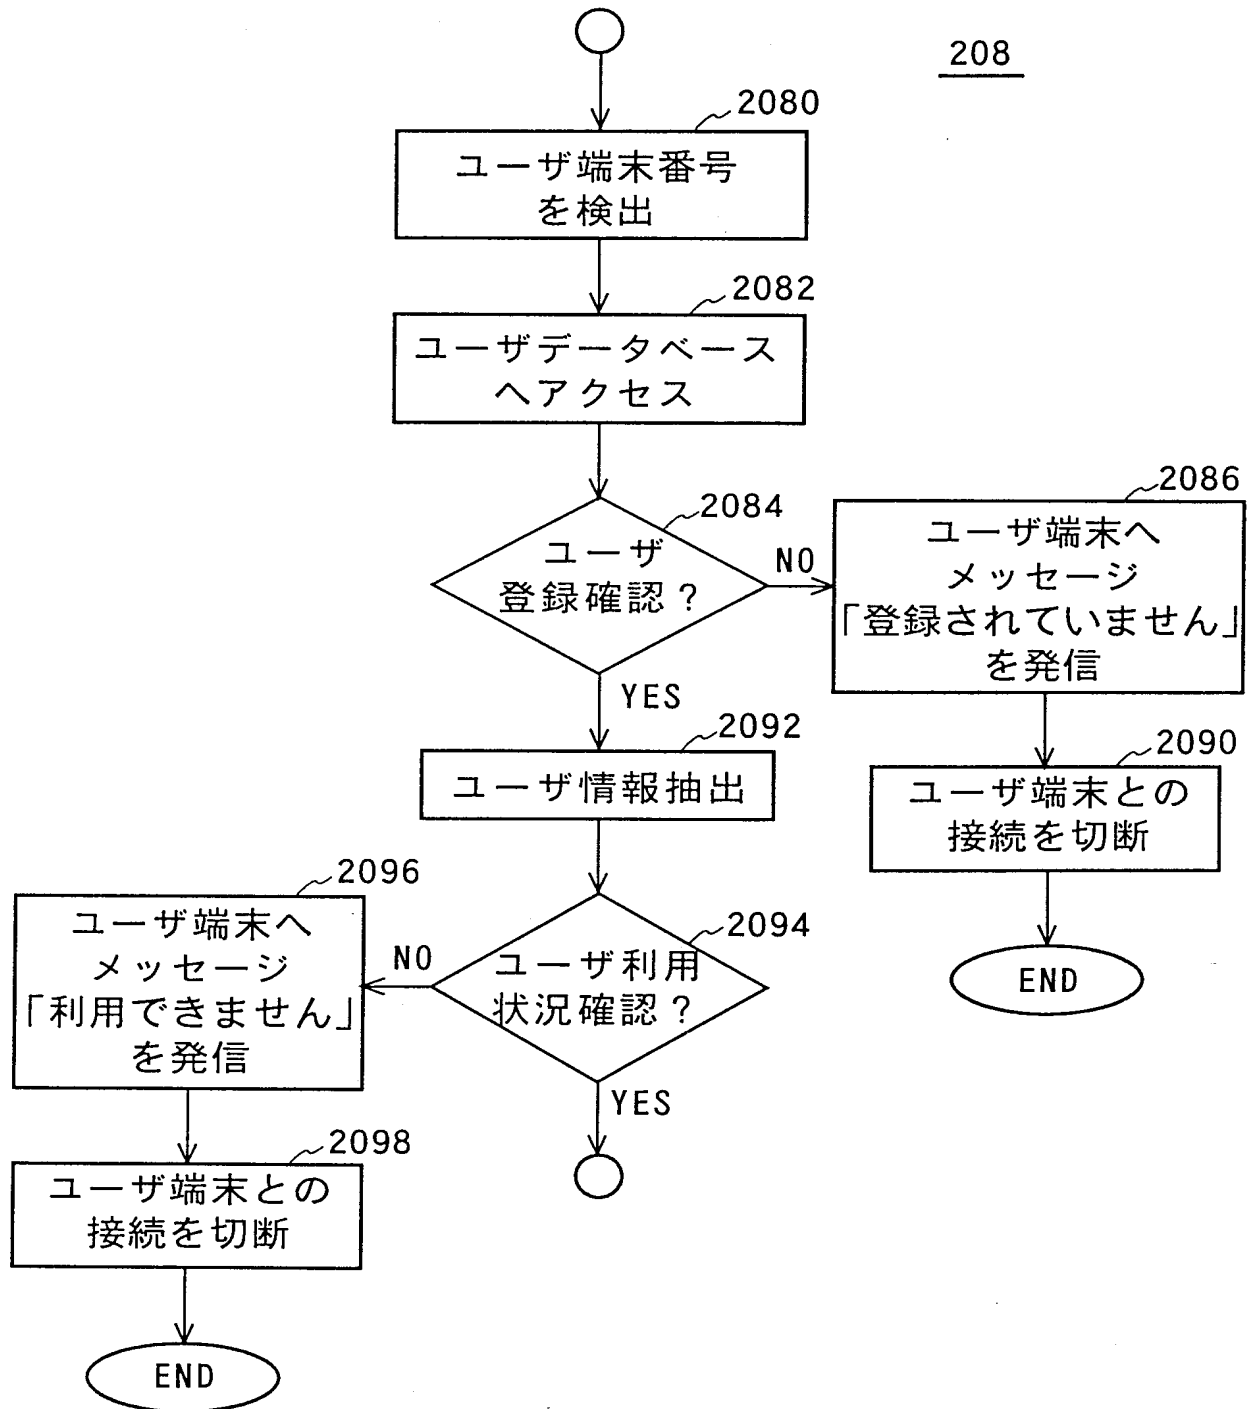 208
2080
ユーザ端末番号
を検出
2082
ユーザデータベース
へアクセス
2084
ユーザ
登録確認?
NO
YES
2086
ユーザ端末へ
メッセージ
「登録されていません」
を発信
2090
ユーザ端末との
接続を切断
END
2092
ユーザ情報抽出
2094
ユーザ利用
状況確認?
NO
YES
2096
ユーザ端末へ
メッセージ
「利用できません」
を発信
2098
ユーザ端末との
接続を切断
END